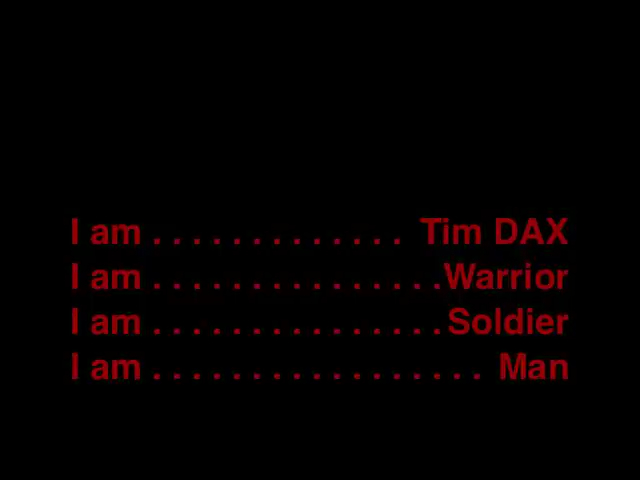 I am . . . . . . . . . . . . . Tim DAX
I am . . . . . . . . . . . . . . .Warrior
I am . . . . . . . . . . . . . . .Soldier
I am . . . . . . . . . . . . . . . . . Man